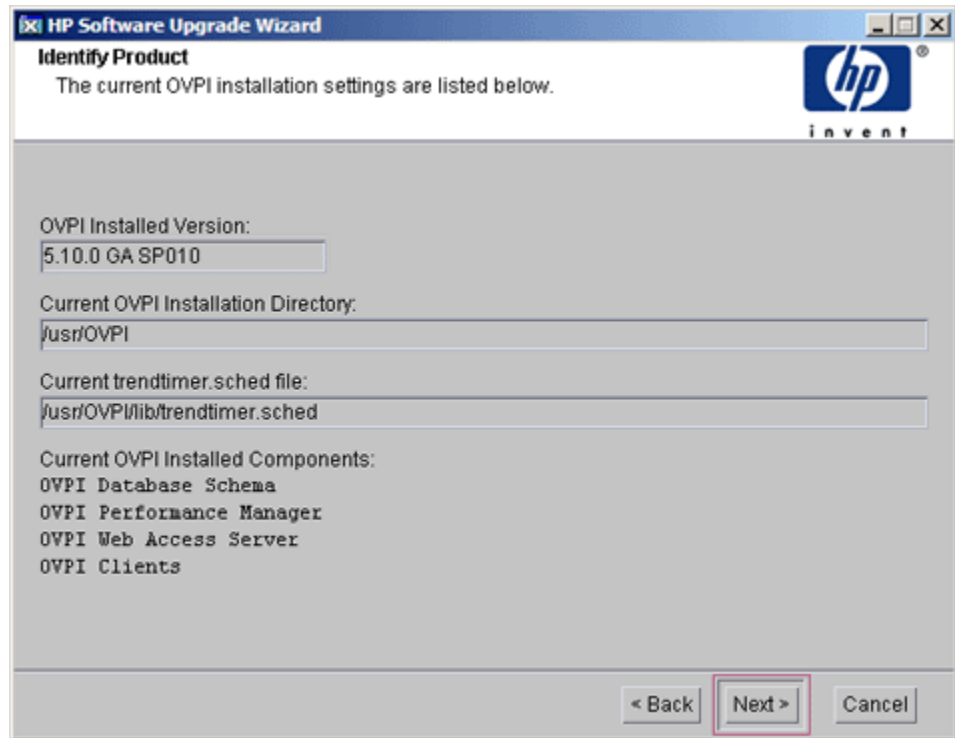 HP Software Upgrade Wizard
Identify Product
The current OVPI installation settings are listed below.
hp
®
invent
OVPI Installed Version:
5.10.0 GA SP010
Current OVPI Installation Directory:
/usr/OVPI
Current trendtimer.sched file:
/usr/OVPI/lib/trendtimer.sched
Current OVPI Installed Components:
OVPI Database Schema
OVPI Performance Manager
OVPI Web Access Server
OVPI Clients
< Back Next > Cancel